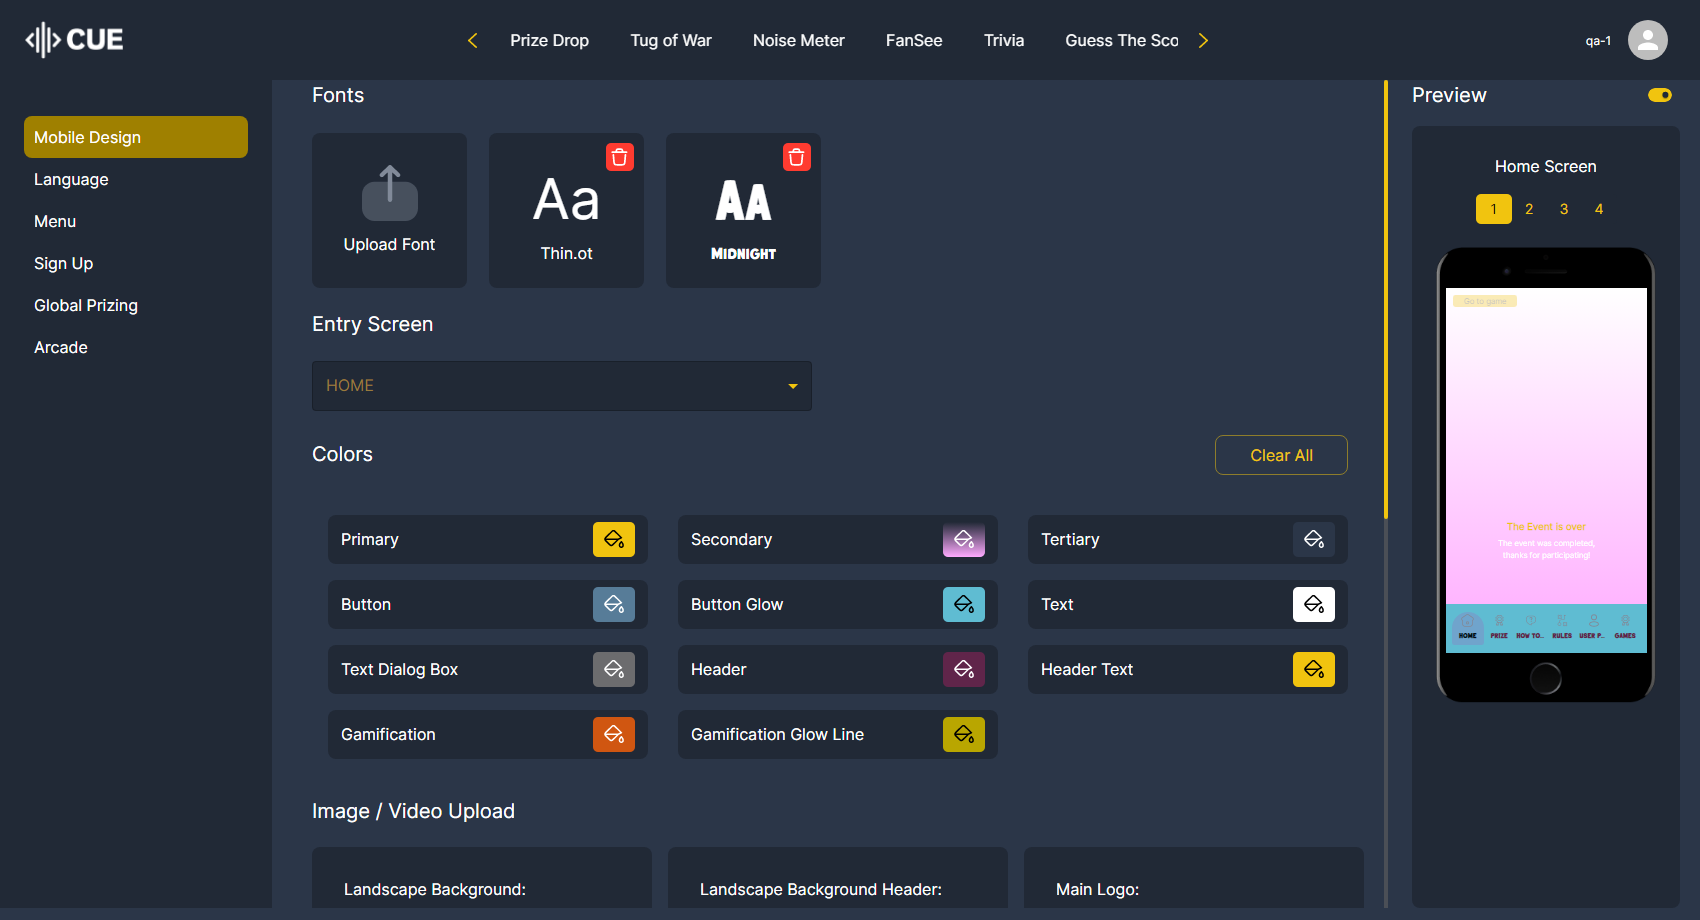 CUE
Prize Drop
Tug of War
Noise Meter
FanSee
Trivia
Guess The Sco
qa-1
Mobile Design
Language
Menu
Sign Up
Global Prizing
Arcade
Fonts
Upload Font
Aa
Thin.ot
AA
MIDNIGHT
Entry Screen
HOME
Colors
Clear All
Primary
Secondary
Tertiary
Button
Button Glow
Text
Text Dialog Box
Header
Header Text
Gamification
Gamification Glow Line
Image / Video Upload
Landscape Background:
Landscape Background Header:
Main Logo:
Preview
Home Screen
1 2 3 4
Go to game
The Event is over
The event was completed,
thanks for participating!
HOME PRIZE HOW TO.. RULES USER P.. GAMES